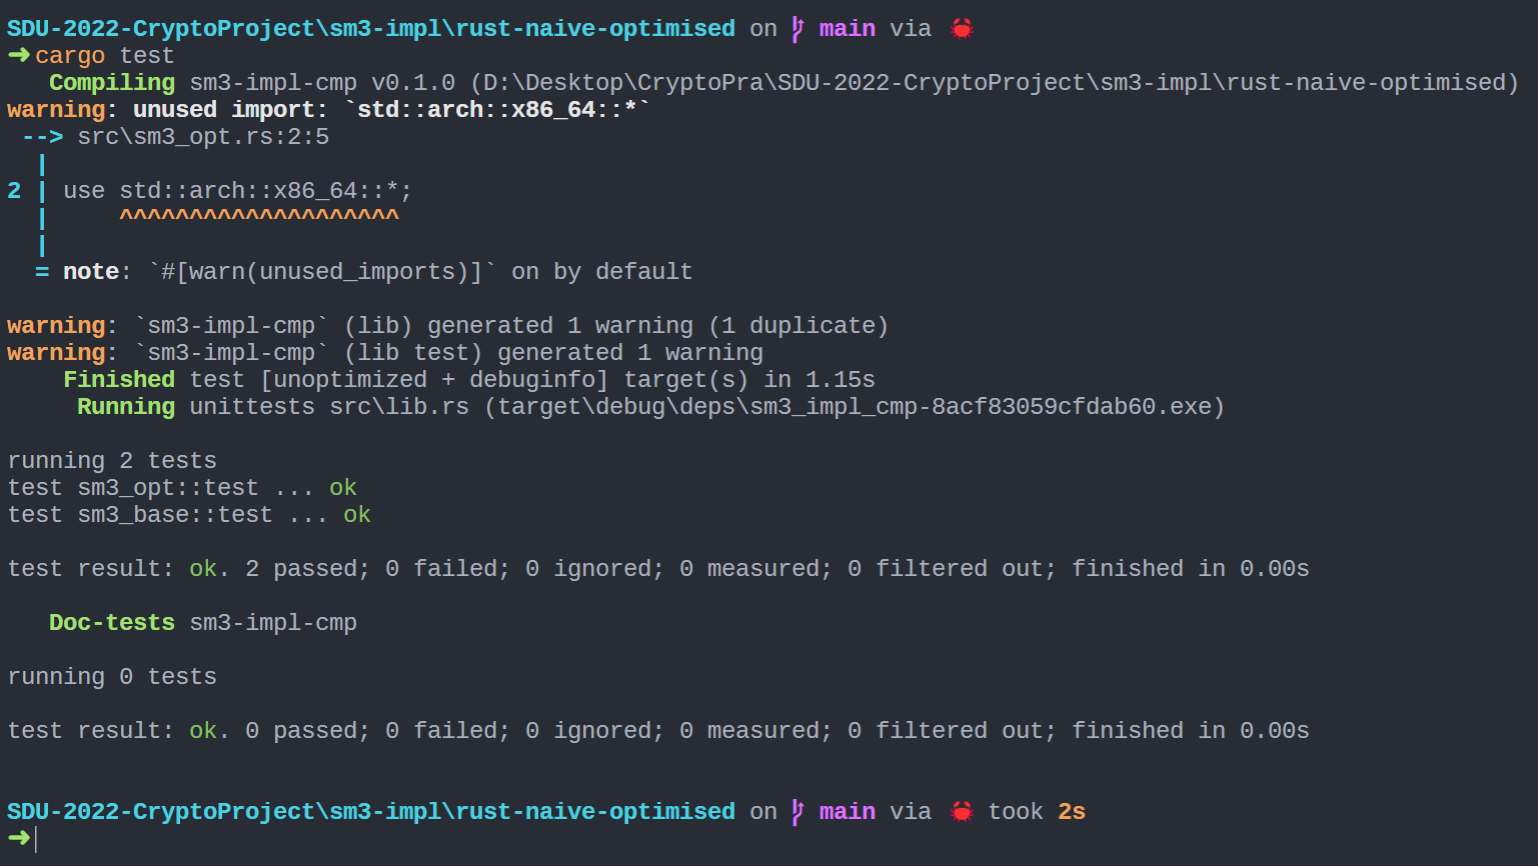 SDU-2022-CryptoProject\sm3-impl\rust-naive-optimised on main via 🦀
➜ cargo test
   Compiling sm3-impl-cmp v0.1.0 (D:\Desktop\CryptoPra\SDU-2022-CryptoProject\sm3-impl\rust-naive-optimised)
warning: unused import: `std::arch::x86_64::*`
 --> src\sm3_opt.rs:2:5
  |
2 | use std::arch::x86_64::*;
  |     ^^^^^^^^^^^^^^^^^^^^
  |
  = note: `#[warn(unused_imports)]` on by default

warning: `sm3-impl-cmp` (lib) generated 1 warning (1 duplicate)
warning: `sm3-impl-cmp` (lib test) generated 1 warning
    Finished test [unoptimized + debuginfo] target(s) in 1.15s
     Running unittests src\lib.rs (target\debug\deps\sm3_impl_cmp-8acf83059cfdab60.exe)

running 2 tests
test sm3_opt::test ... ok
test sm3_base::test ... ok

test result: ok. 2 passed; 0 failed; 0 ignored; 0 measured; 0 filtered out; finished in 0.00s

   Doc-tests sm3-impl-cmp

running 0 tests

test result: ok. 0 passed; 0 failed; 0 ignored; 0 measured; 0 filtered out; finished in 0.00s

SDU-2022-CryptoProject\sm3-impl\rust-naive-optimised on main via 🦀 took 2s
➜